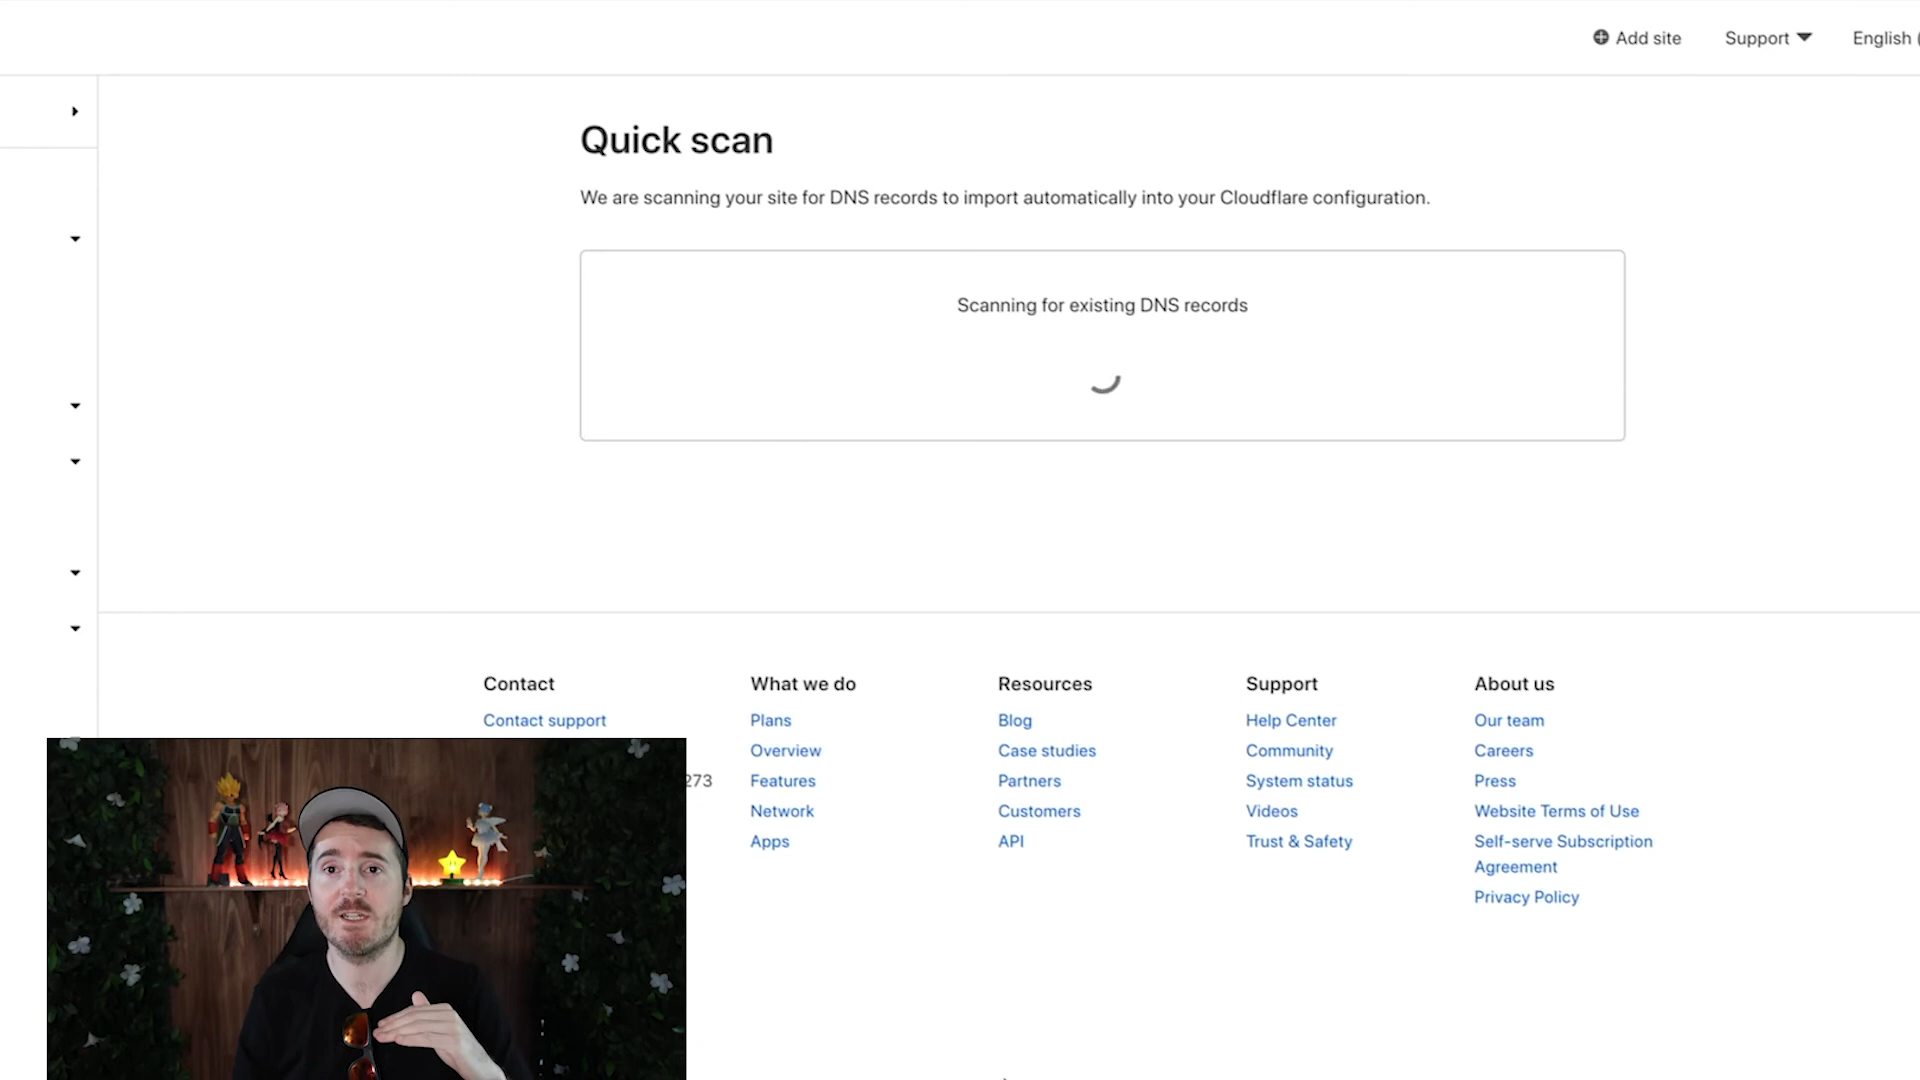 Add site
Support
English (
Quick scan
We are scanning your site for DNS records to import automatically into your Cloudflare configuration.
Scanning for existing DNS records
Contact
Contact support
273
What we do
Plans
Overview
Features
Network
Apps
Resources
Blog
Case studies
Partners
Customers
API
Support
Help Center
Community
System status
Videos
Trust & Safety
About us
Our team
Careers
Press
Website Terms of Use
Self-serve Subscription
Agreement
Privacy Policy